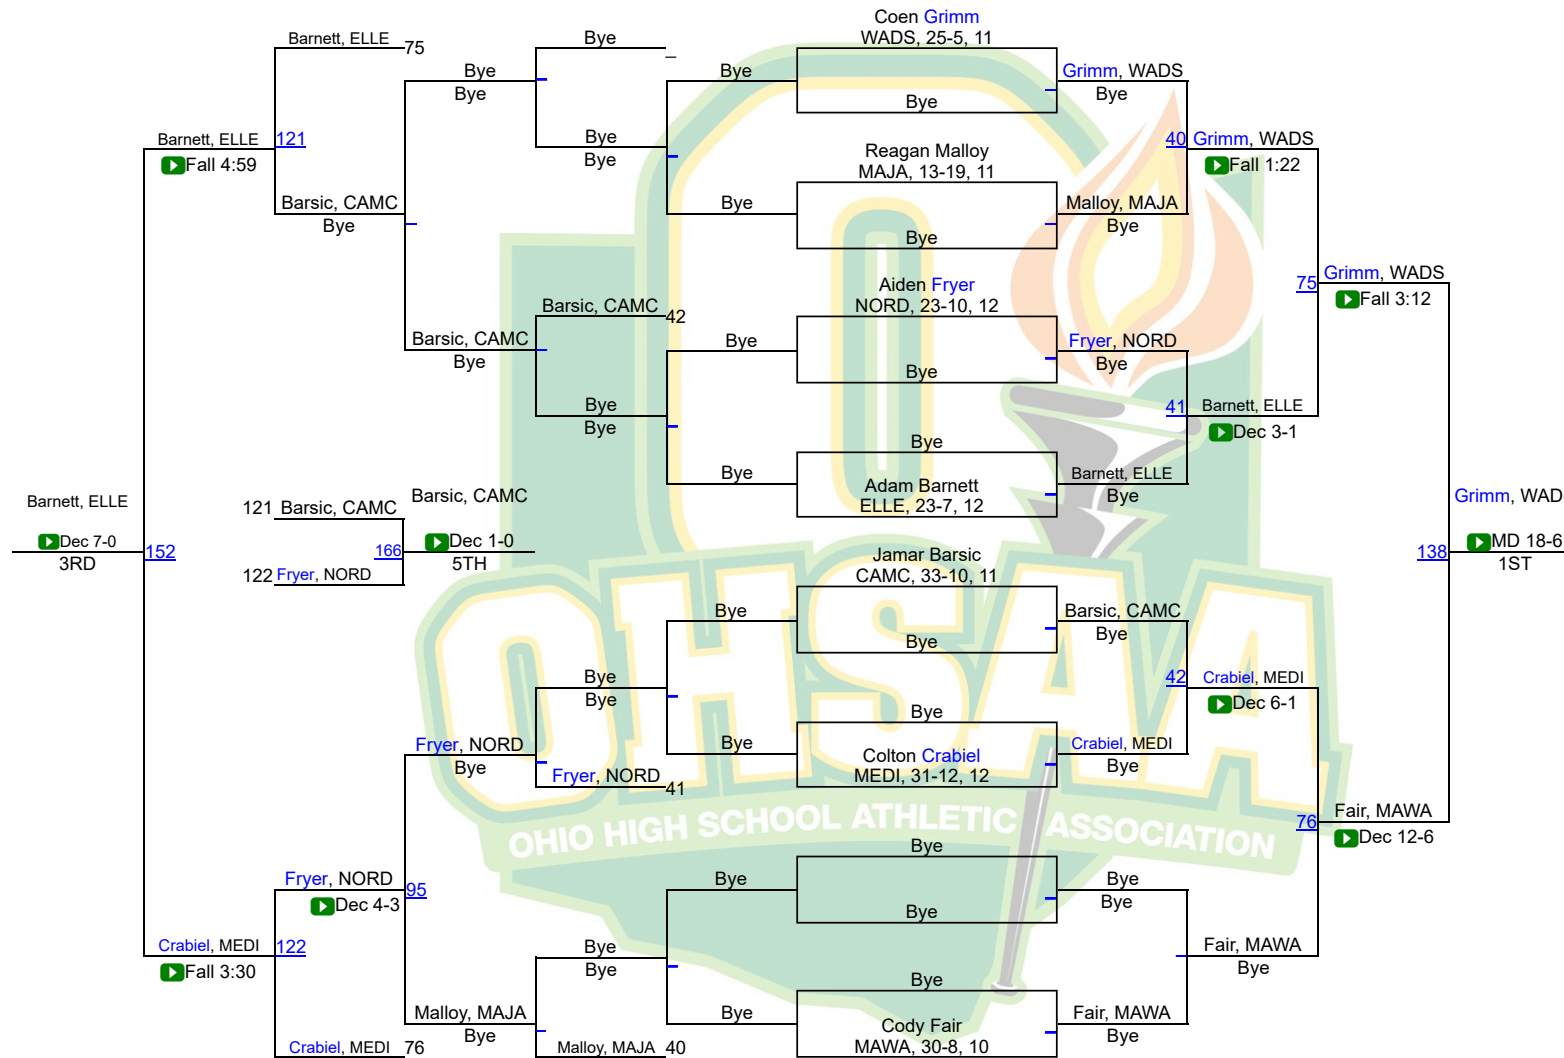 Coen Grimm
WADS, 25-5, 11
Barnett, ELLE 75
Bye
_
Bye
Bye
Bye
Bye
Grimm, WADS
Bye
Barnett, ELLE
121
Fall 4:59
Bye
Bye
40
Grimm, WADS
Fall 1:22
Reagan Malloy
MAJA, 13-19, 11
Barsic, CAMC
Bye
Bye
Bye
Malloy, MAJA
Bye
Aiden Fryer
NORD, 23-10, 12
75
Grimm, WADS
Fall 3:12
Barsic, CAMC 42
Barsic, CAMC
Bye
Bye
Bye
Fryer, NORD
Bye
Bye
Bye
41
Barnett, ELLE
Dec 3-1
Bye
Bye
Adam Barnett
ELLE, 23-7, 12
Barnett, ELLE
Bye
Barnett, ELLE
Dec 7-0
3RD
152
121 Barsic, CAMC
122 Fryer, NORD
166
Barsic, CAMC
Dec 1-0
5TH
Grimm, WAD
138
MD 18-6
1ST
Jamar Barsic
CAMC, 33-10, 11
Bye
Bye
Barsic, CAMC
Bye
Bye
Bye
42
Crabiel, MEDI
Dec 6-1
Bye
Bye
Colton Crabiel
MEDI, 31-12, 12
Crabiel, MEDI
Bye
Fryer, NORD
Bye
Fryer, NORD 41
OHSAA
OHIO HIGH SCHOOL ATHLETIC ASSOCIATION
76
Fair, MAWA
Dec 12-6
Fryer, NORD
Dec 4-3
95
Bye
Bye
Bye
Bye
Bye
Crabiel, MEDI
122
Fall 3:30
Bye
Bye
Fair, MAWA
Bye
Malloy, MAJA
Bye
Bye
Bye
Cody Fair
MAWA, 30-8, 10
Fair, MAWA
Bye
Crabiel, MEDI 76
Malloy, MAJA 40